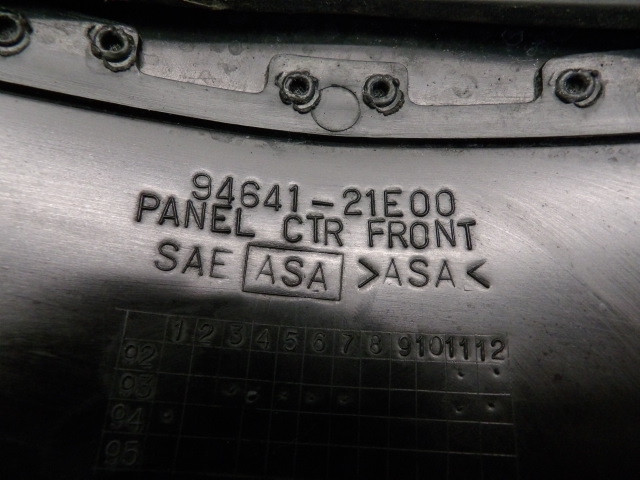 94641-21E00
PANEL CTR FRONT
SAE ASA >ASA<
1 2 3 4 5 6 7 8 9 10 11 12
92
93
94
95